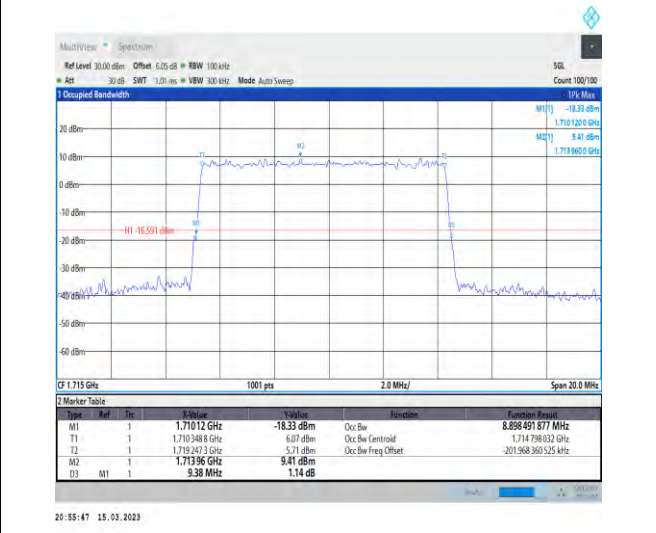 MultiView Spectrum
Ref Level 30.00 dBm Offset 6.05 dB RBW 100 kHz SGL
Att 30 dB SWT 1.01 ms VBW 300 kHz Mode Auto Sweep Count 100/100
1 Occupied Bandwidth 1Pk Max
M1[1] -18.33 dBm
1.7101200 GHz
20 dBm M2[1] 9.41 dBm
M2 1.7139600 GHz
10 dBm T1
0 dBm
-10 dBm
H1 -16.591 dBm M1
-20 dBm
-30 dBm
-40 dBm
-50 dBm
-60 dBm
CF 1.715 GHz 1001 pts 2.0 MHz/ Span 20.0 MHz
2 Marker Table
Type Ref Trc X-Value Y-Value Function Function Result
M1 1 1.71012 GHz -18.33 dBm Occ Bw 8.898 491 877 MHz
T1 1 1.710 348 8 GHz 6.07 dBm Occ Bw Centroid 1.714 798 032 GHz
T2 1 1.719 247 3 GHz 5.71 dBm Occ Bw Freq Offset -201.968 360 525 kHz
M2 1 1.713 96 GHz 9.41 dBm
D3 M1 1 9.38 MHz 1.14 dB
20:55:47 15.03.2023